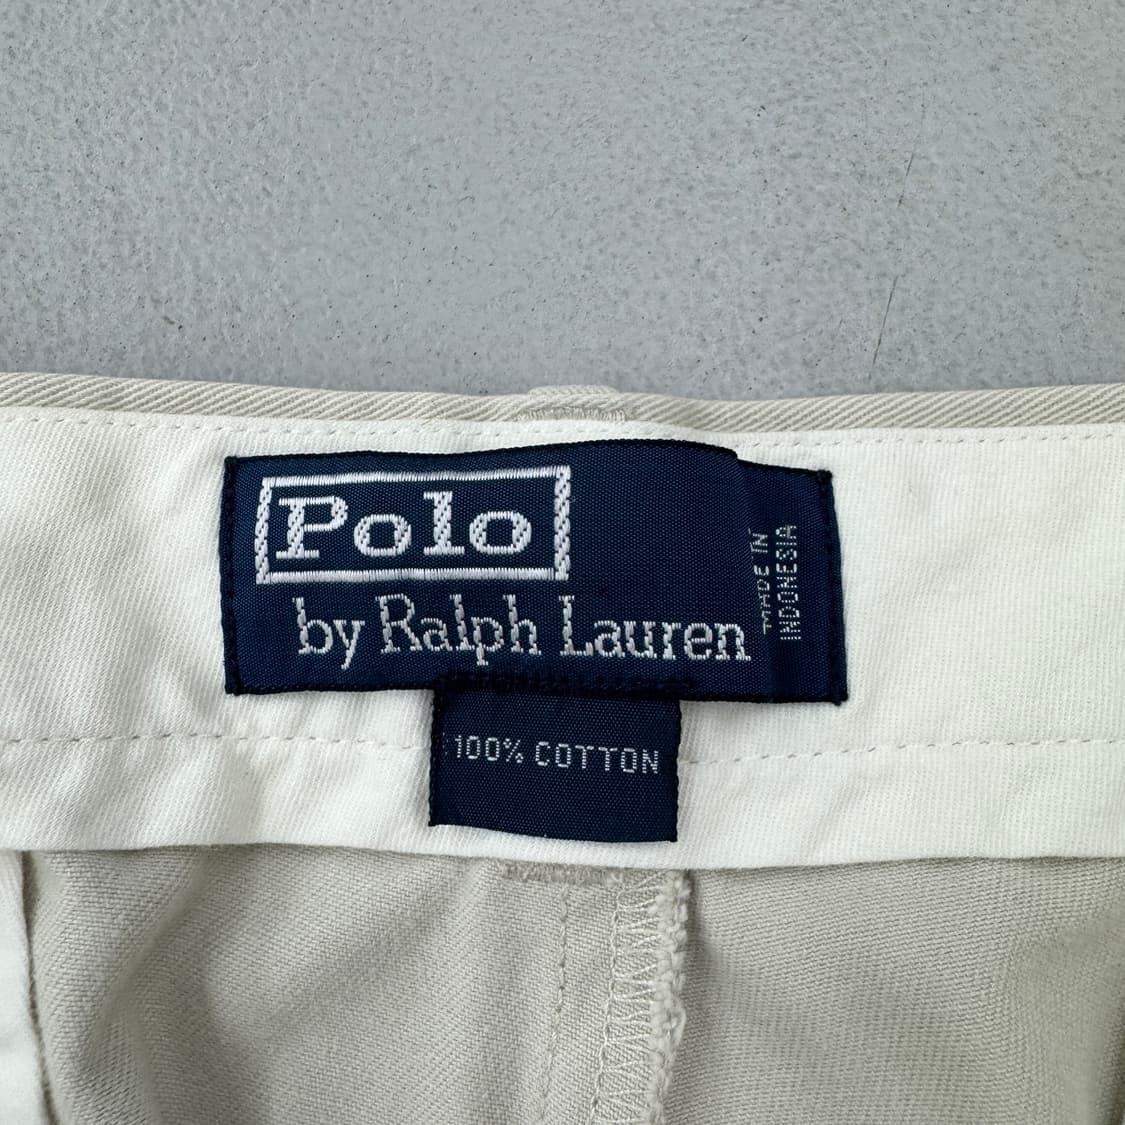 Polo
by Ralph Lauren
MADE IN
INDONESIA
100% COTTON